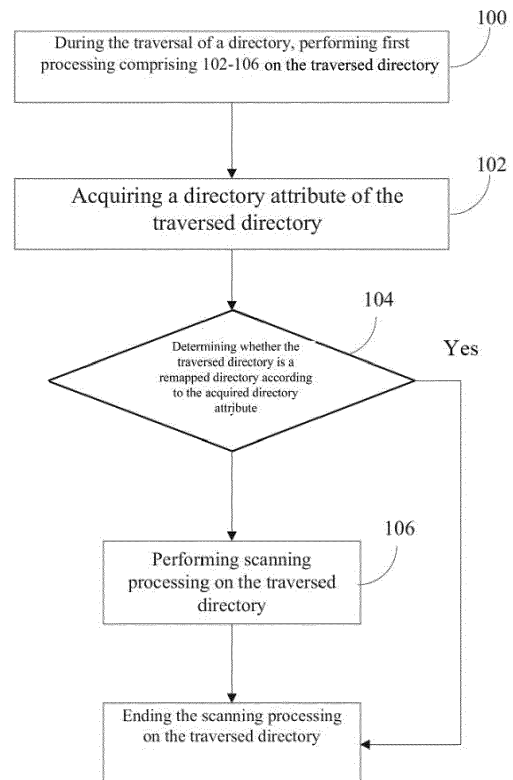 100
During the traversal of a directory, performing first
processing comprising 102-106 on the traversed directory
102
Acquiring a directory attribute of the
traversed directory
104
Determining whether the
traversed directory is a
remapped directory according
to the acquired directory
attribute
Yes
106
Performing scanning
processing on the traversed
directory
Ending the scanning processing
on the traversed directory